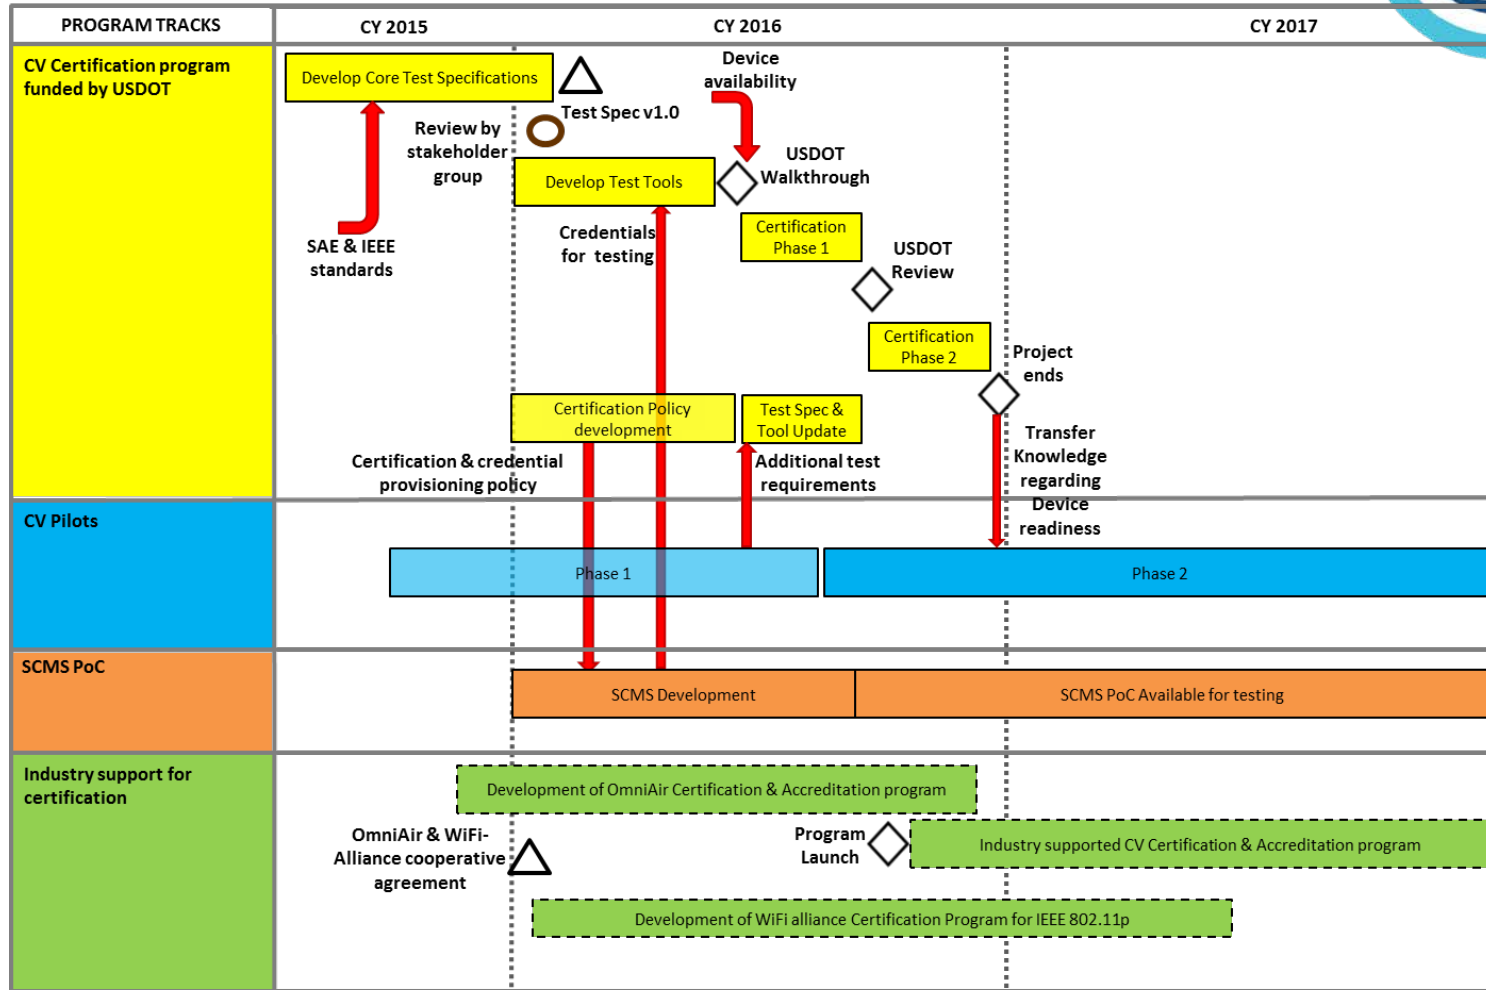 PROGRAM TRACKS
CY 2015
CY 2016
CY 2017
CV Certification program
funded by USDOT
Develop Core Test Specifications
Device
availability
Test Spec v1.0
Review by
stakeholder
group
USDOT
Walkthrough
Develop Test Tools
SAE & IEEE
standards
Credentials
for testing
Certification
Phase 1
USDOT
Review
Certification
Phase 2
Project
ends
Certification Policy
development
Test Spec &
Tool Update
Certification & credential
provisioning policy
Additional test
requirements
Transfer
Knowledge
regarding
Device
readiness
CV Pilots
Phase 1
Phase 2
SCMS PoC
SCMS Development
SCMS PoC Available for testing
Industry support for
certification
Development of OmniAir Certification & Accreditation program
OmniAir & WiFi-
Alliance cooperative
agreement
Program
Launch
Industry supported CV Certification & Accreditation program
Development of WiFi alliance Certification Program for IEEE 802.11p